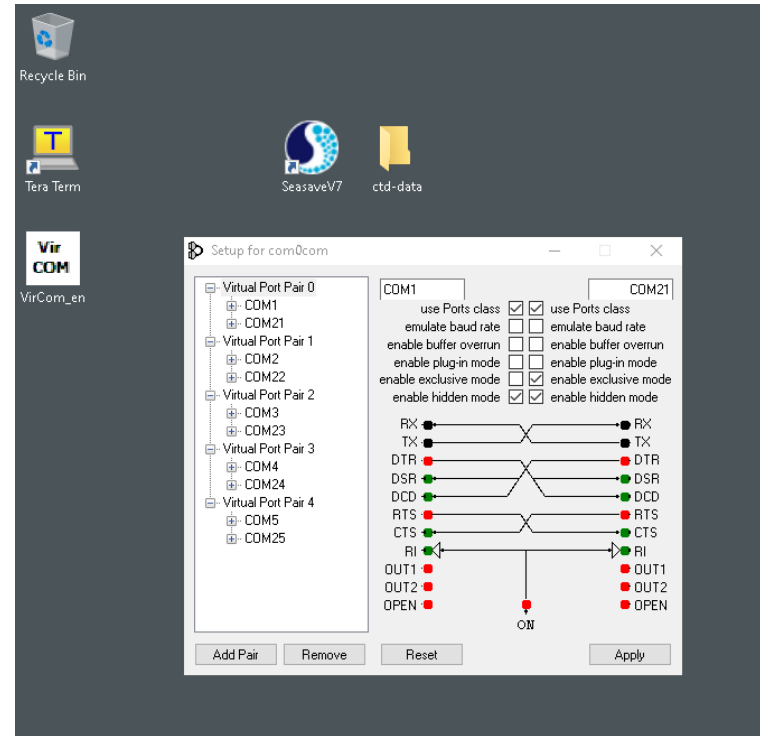 Recycle Bin
Tera Term
SeasaveV7
ctd-data
Vir
COM
VirCom_en
Setup for com0com
Virtual Port Pair 0
COM1
COM21
Virtual Port Pair 1
COM2
COM22
Virtual Port Pair 2
COM3
COM23
Virtual Port Pair 3
COM4
COM24
Virtual Port Pair 4
COM5
COM25
COM1 COM21
use Ports class use Ports class
emulate baud rate emulate baud rate
enable buffer overrun enable buffer overrun
enable plug-in mode enable plug-in mode
enable exclusive mode enable exclusive mode
enable hidden mode enable hidden mode
RX RX
TX TX
DTR DTR
DSR DSR
DCD DCD
RTS RTS
CTS CTS
RI RI
OUT1 OUT1
OUT2 OUT2
OPEN OPEN
ON
Add Pair Remove Reset Apply